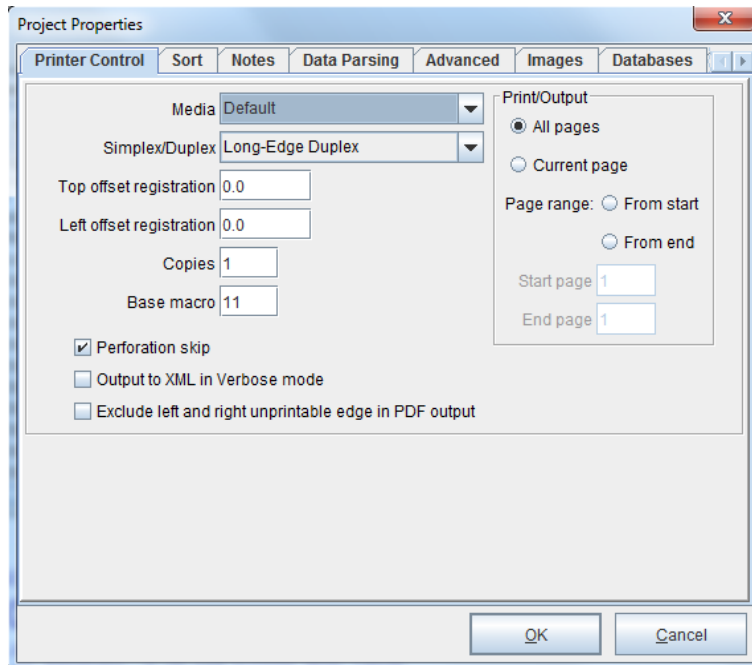 Project Properties
Printer Control Sort Notes Data Parsing Advanced Images Databases
Media Default
Simplex/Duplex Long-Edge Duplex
Top offset registration 0.0
Left offset registration 0.0
Copies 1
Base macro 11
Perforation skip
Output to XML in Verbose mode
Exclude left and right unprintable edge in PDF output
Print/Output
All pages
Current page
Page range: From start
From end
Start page 1
End page 1
OK Cancel